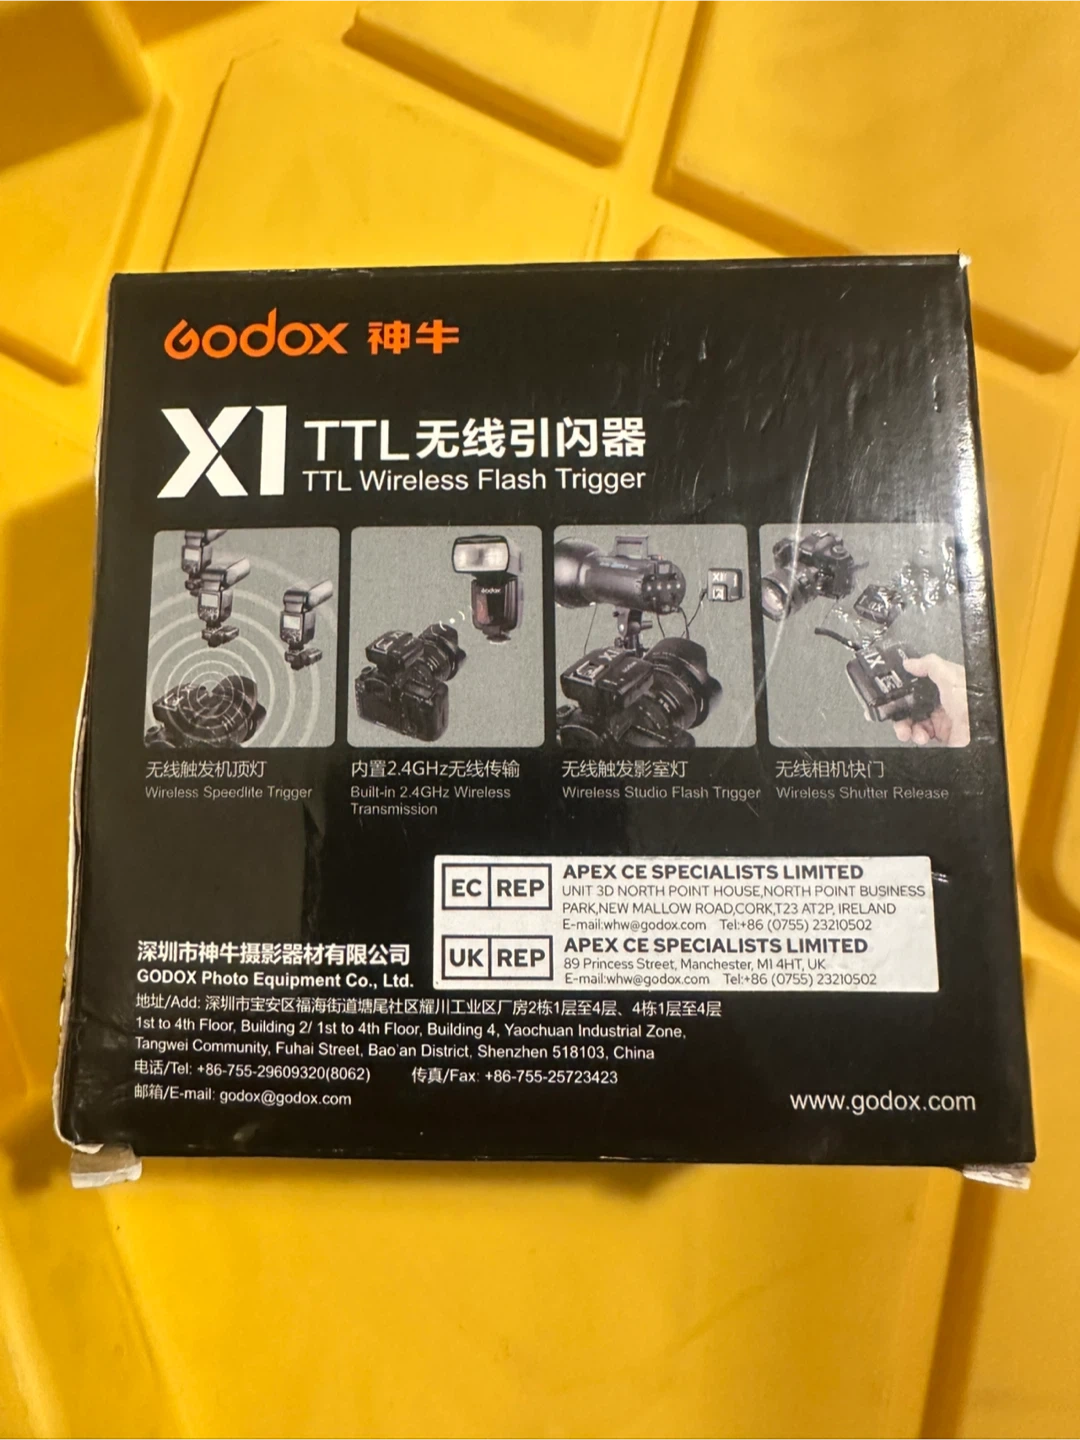 Godox 神牛
X1 TTL无线引闪器
TTL Wireless Flash Trigger
Godox
X1
X1
X1
X1
无线触发机顶灯
Wireless Speedlite Trigger
内置2.4GHz无线传输
Built-in 2.4GHz Wireless
Transmission
无线触发影室灯
Wireless Studio Flash Trigger
无线相机快门
Wireless Shutter Release
EC REP
APEX CE SPECIALISTS LIMITED
UNIT 3D NORTH POINT HOUSE,NORTH POINT BUSINESS
PARK,NEW MALLOW ROAD,CORK,T23 AT2P, IRELAND
E-mail:whw@godox.com Tel:+86 (0755) 23210502
UK REP
APEX CE SPECIALISTS LIMITED
89 Princess Street, Manchester, M1 4HT, UK
E-mail:whw@godox.com Tel:+86 (0755) 23210502
深圳市神牛摄影器材有限公司
GODOX Photo Equipment Co., Ltd.
地址/Add: 深圳市宝安区福海街道塘尾社区耀川工业区厂房2栋1层至4层、4栋1层至4层
1st to 4th Floor, Building 2/ 1st to 4th Floor, Building 4, Yaochuan Industrial Zone,
Tangwei Community, Fuhai Street, Bao'an District, Shenzhen 518103, China
电话/Tel: +86-755-29609320(8062) 传真/Fax: +86-755-25723423
邮箱/E-mail: godox@godox.com
www.godox.com